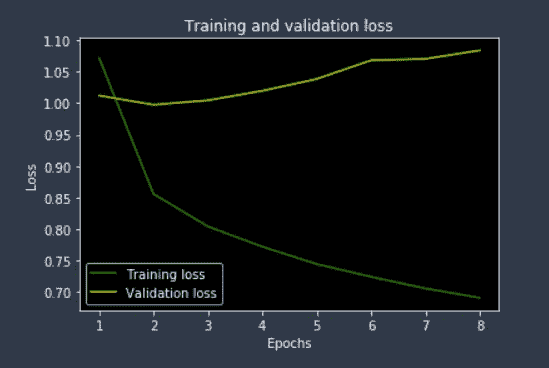 Training and validation loss
1.10
1.05
1.00
0.95
0.90
0.85
0.80
0.75
0.70
Loss
Training loss
Validation loss
1 2 3 4 5 6 7 8
Epochs